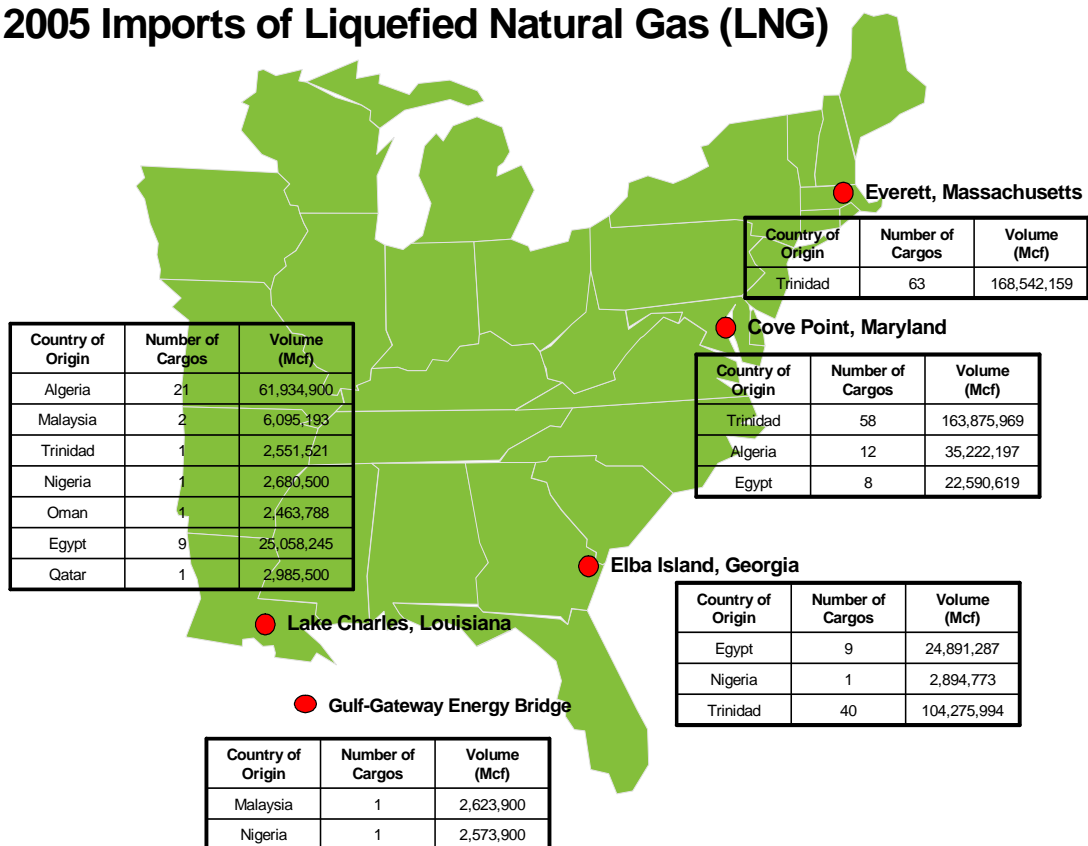 2005 Imports of Liquefied Natural Gas (LNG)
Everett, Massachusetts
Country of Origin Number of Cargos Volume (Mcf)
Trinidad 63 168,542,159
Cove Point, Maryland
Country of Origin Number of Cargos Volume (Mcf)
Trinidad 58 163,875,969
Algeria 12 35,222,197
Egypt 8 22,590,619
Country of Origin Number of Cargos Volume (Mcf)
Algeria 21 61,934,900
Malaysia 2 6,095,193
Trinidad 1 2,551,521
Nigeria 1 2,680,500
Oman 1 2,463,788
Egypt 9 25,058,245
Qatar 1 2,985,500
Lake Charles, Louisiana
Elba Island, Georgia
Country of Origin Number of Cargos Volume (Mcf)
Egypt 9 24,891,287
Nigeria 1 2,894,773
Trinidad 40 104,275,994
Gulf-Gateway Energy Bridge
Country of Origin Number of Cargos Volume (Mcf)
Malaysia 1 2,623,900
Nigeria 1 2,573,900